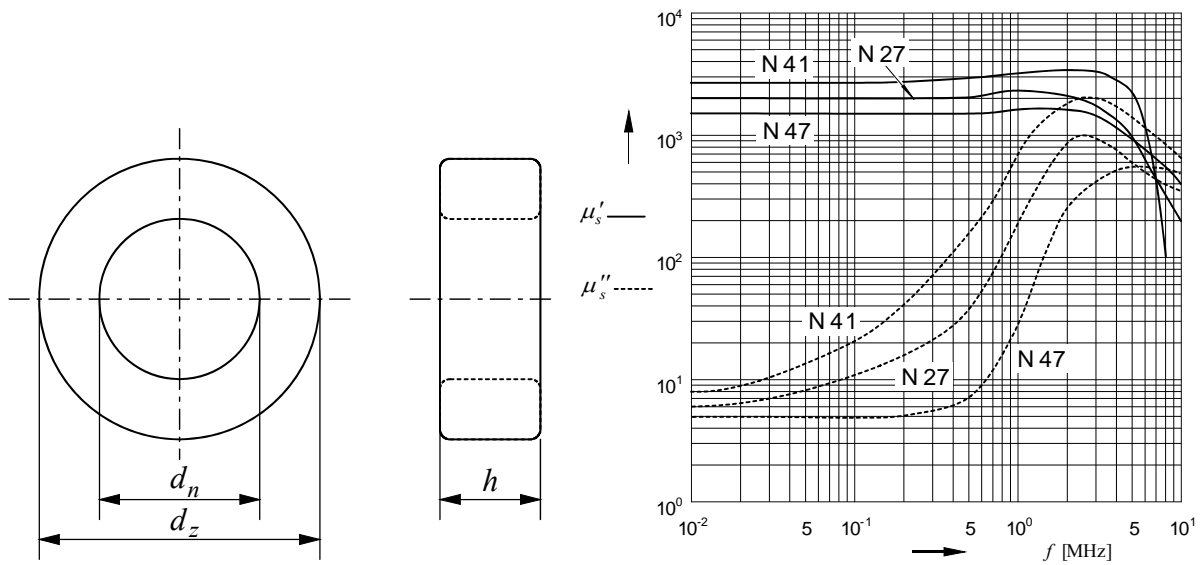 d_n
d_z
h
10^4
10^3
10^2
10^1
10^0
μ_s′
μ_s″
N 41
N 27
N 47
N 41
N 27
N 47
10^-2 10^-1 5 10^0 5 10^1
f [MHz]